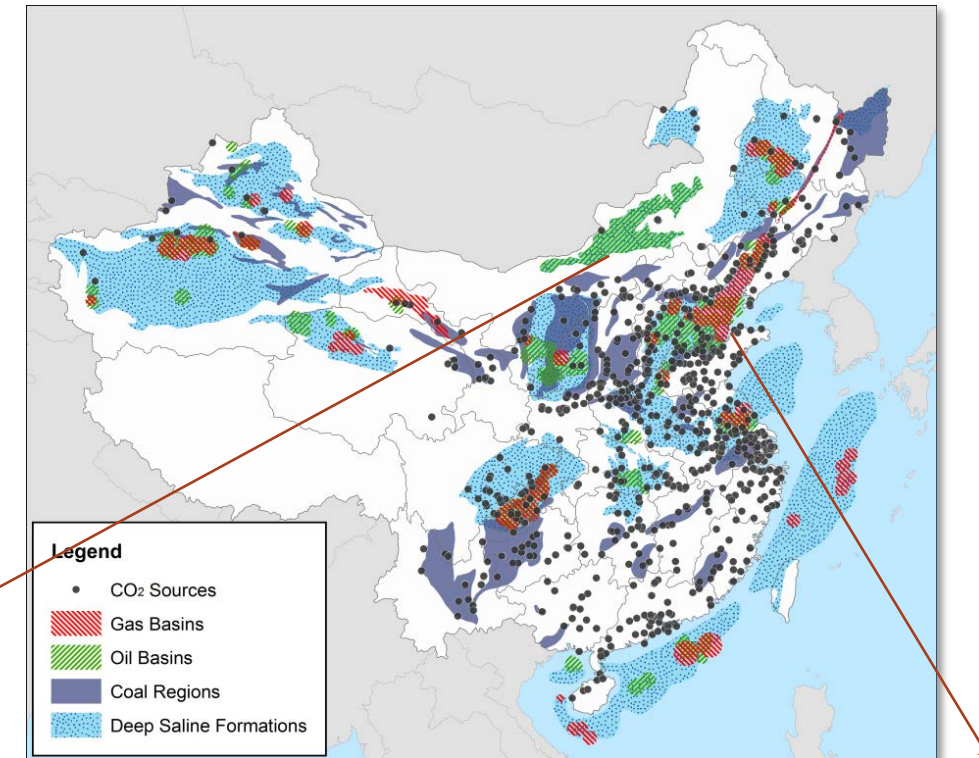 Legend
CO₂ Sources
Gas Basins
Oil Basins
Coal Regions
Deep Saline Formations